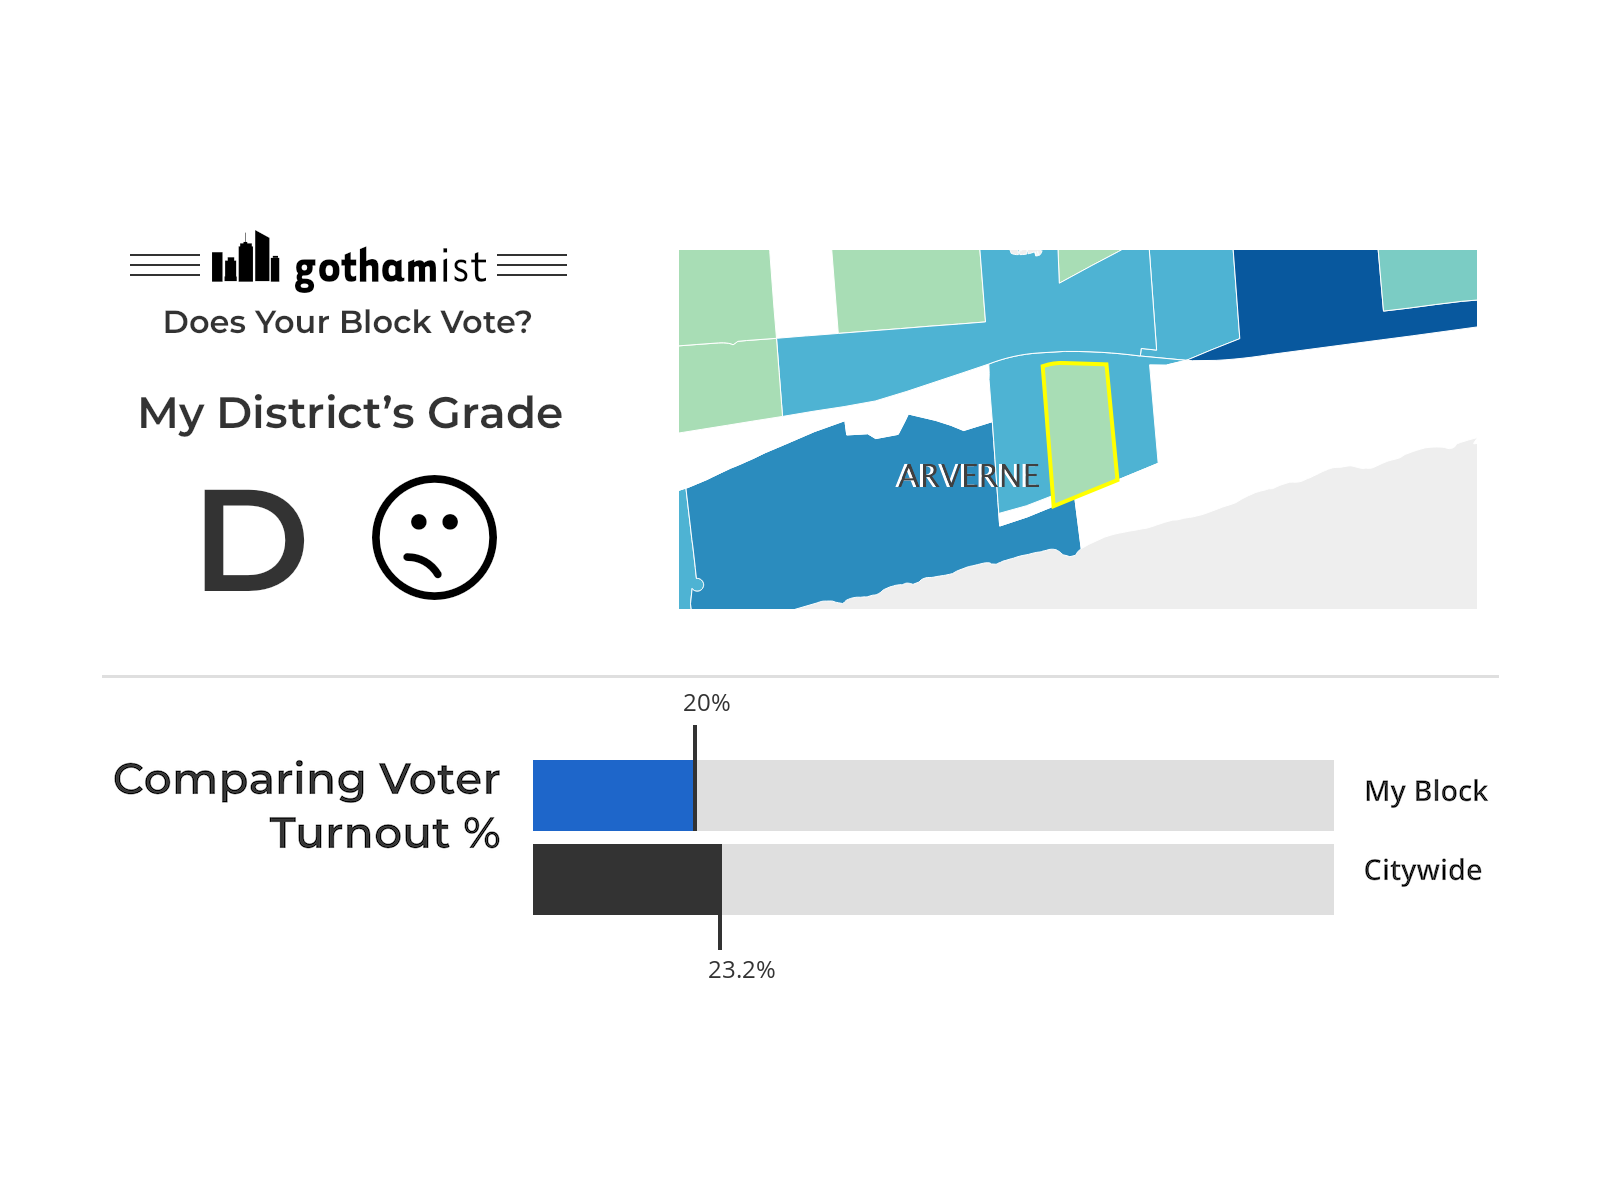 gothamist
Does Your Block Vote?
My District's Grade
D
ARVERNE
20%
Comparing Voter
Turnout %
My Block
Citywide
23.2%